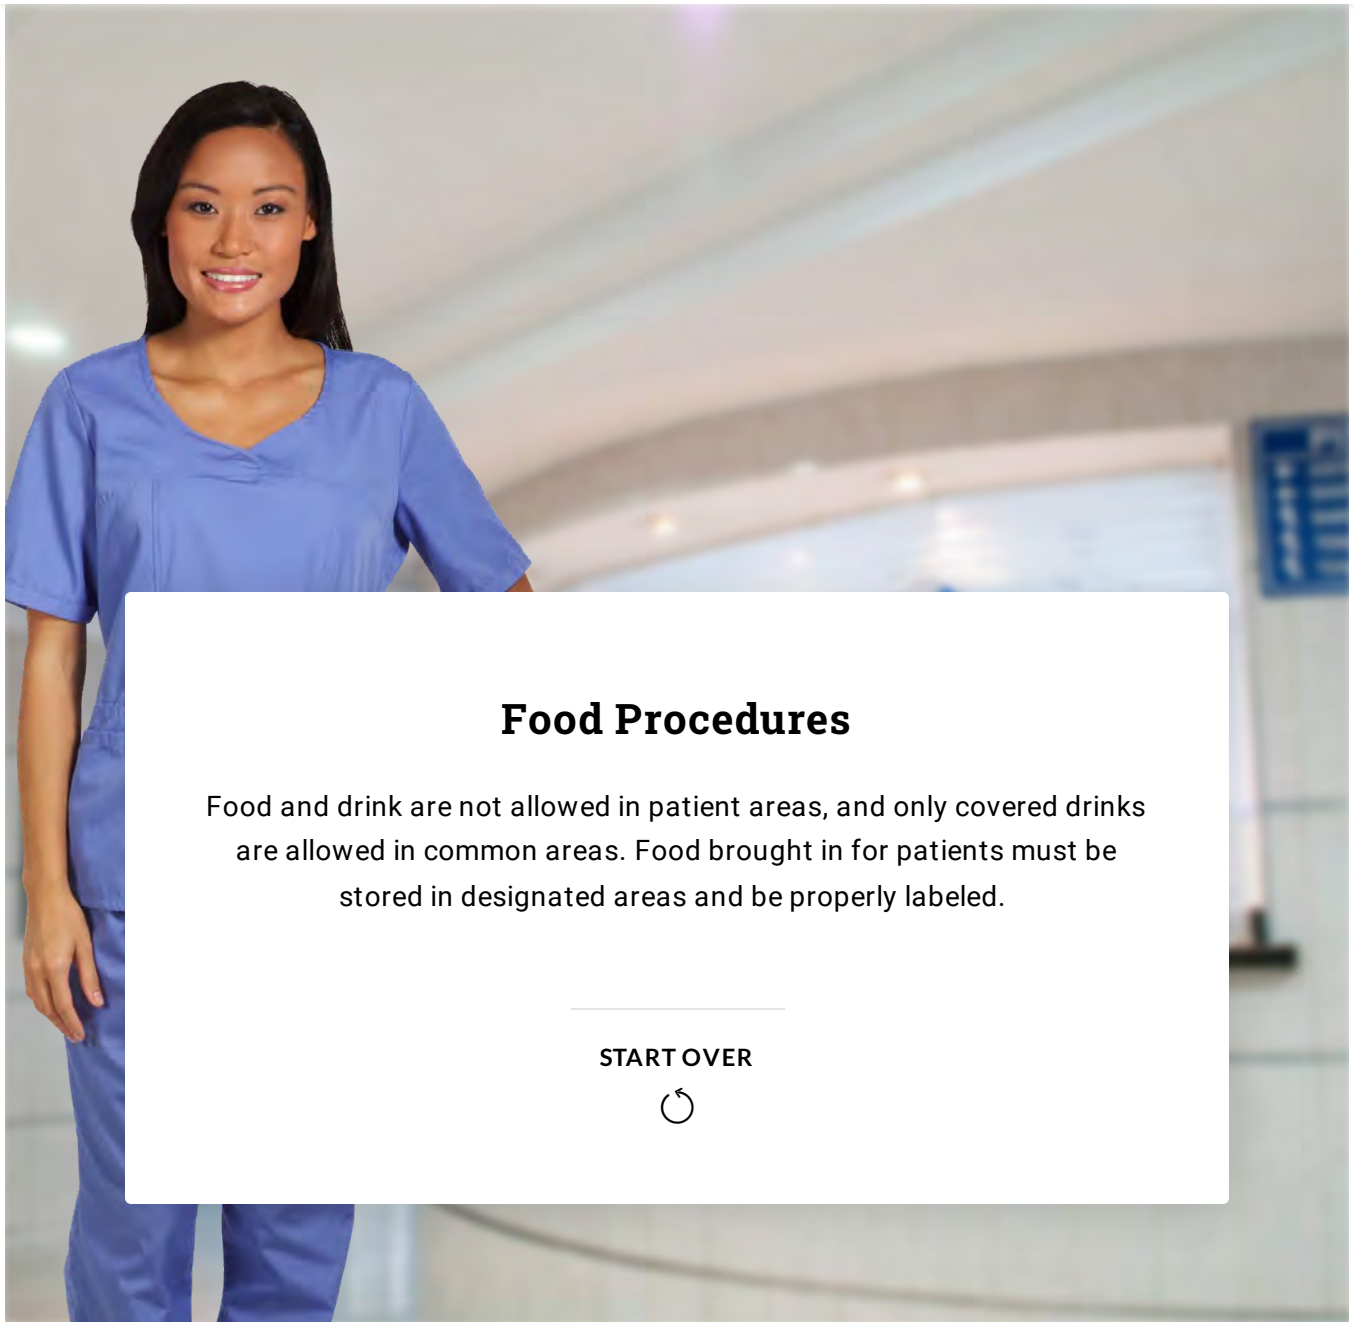 Food Procedures
Food and drink are not allowed in patient areas, and only covered drinks
are allowed in common areas. Food brought in for patients must be
stored in designated areas and be properly labeled.
START OVER